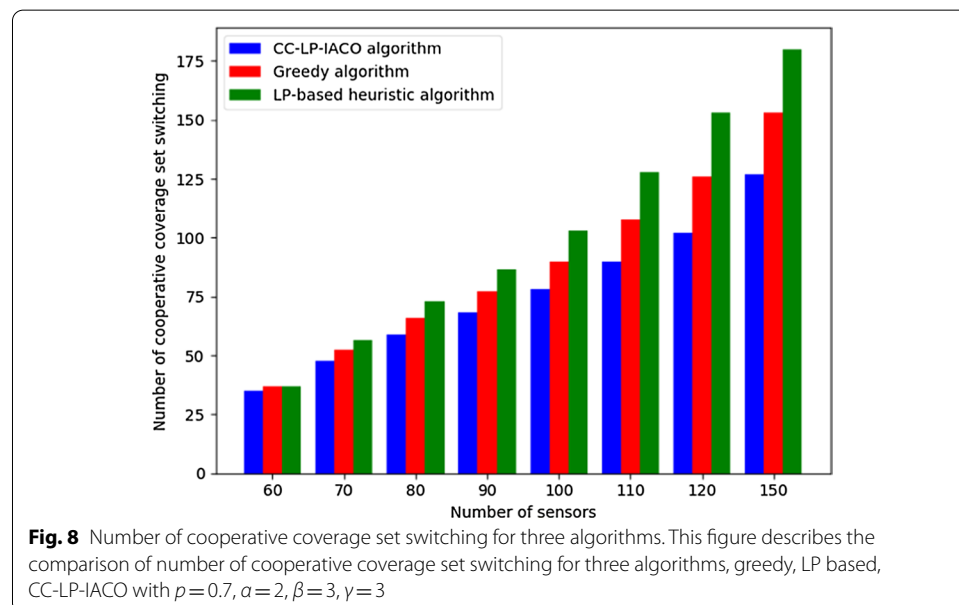 CC-LP-IACO algorithm
Greedy algorithm
LP-based heuristic algorithm
Number of cooperative coverage set switching
175
150
125
100
75
50
25
0
60 70 80 90 100 110 120 150
Number of sensors
Fig. 8 Number of cooperative coverage set switching for three algorithms. This figure describes the
comparison of number of cooperative coverage set switching for three algorithms, greedy, LP based,
CC-LP-IACO with p = 0.7, α = 2, β = 3, γ = 3